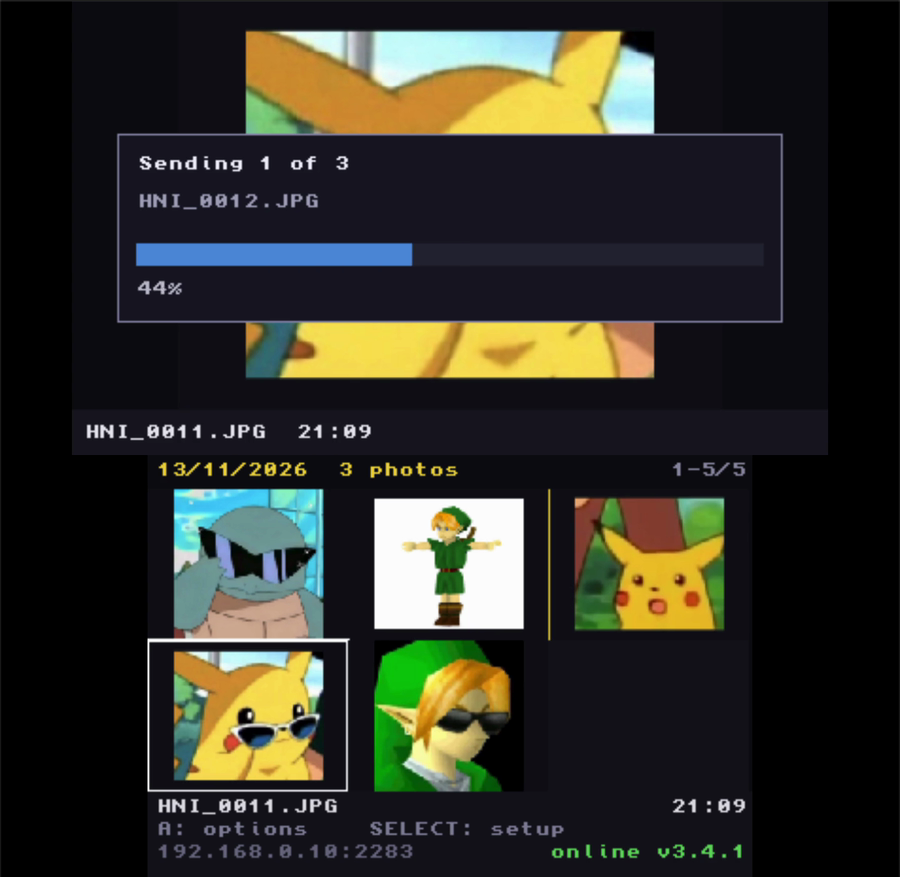 Sending 1 of 3
HNI_0012.JPG
44%
HNI_0011.JPG 21:09
13/11/2026 3 photos 1-5/5
HNI_0011.JPG 21:09
A: options SELECT: setup
192.168.0.10:2283 online v3.4.1